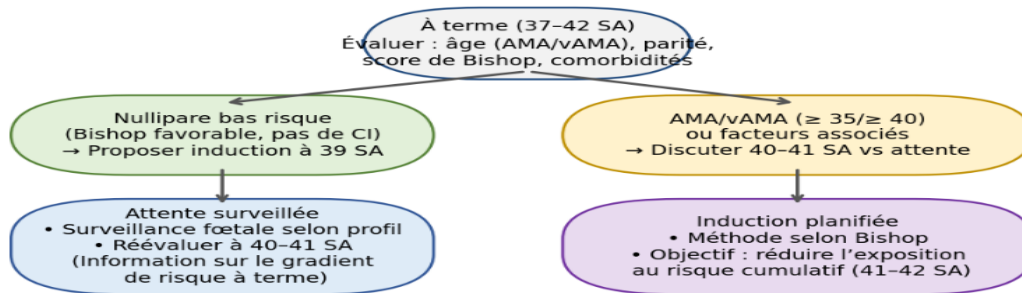 À terme (37–42 SA)
Évaluer : âge (AMA/vAMA), parité,
score de Bishop, comorbidités
Nullipare bas risque
(Bishop favorable, pas de CI)
→ Proposer induction à 39 SA
AMA/vAMA (≥ 35/≥ 40)
ou facteurs associés
→ Discuter 40–41 SA vs attente
Attente surveillée
• Surveillance fœtale selon profil
• Réévaluer à 40–41 SA
(Information sur le gradient
de risque à terme)
Induction planifiée
• Méthode selon Bishop
• Objectif : réduire l’exposition
au risque cumulatif (41–42 SA)